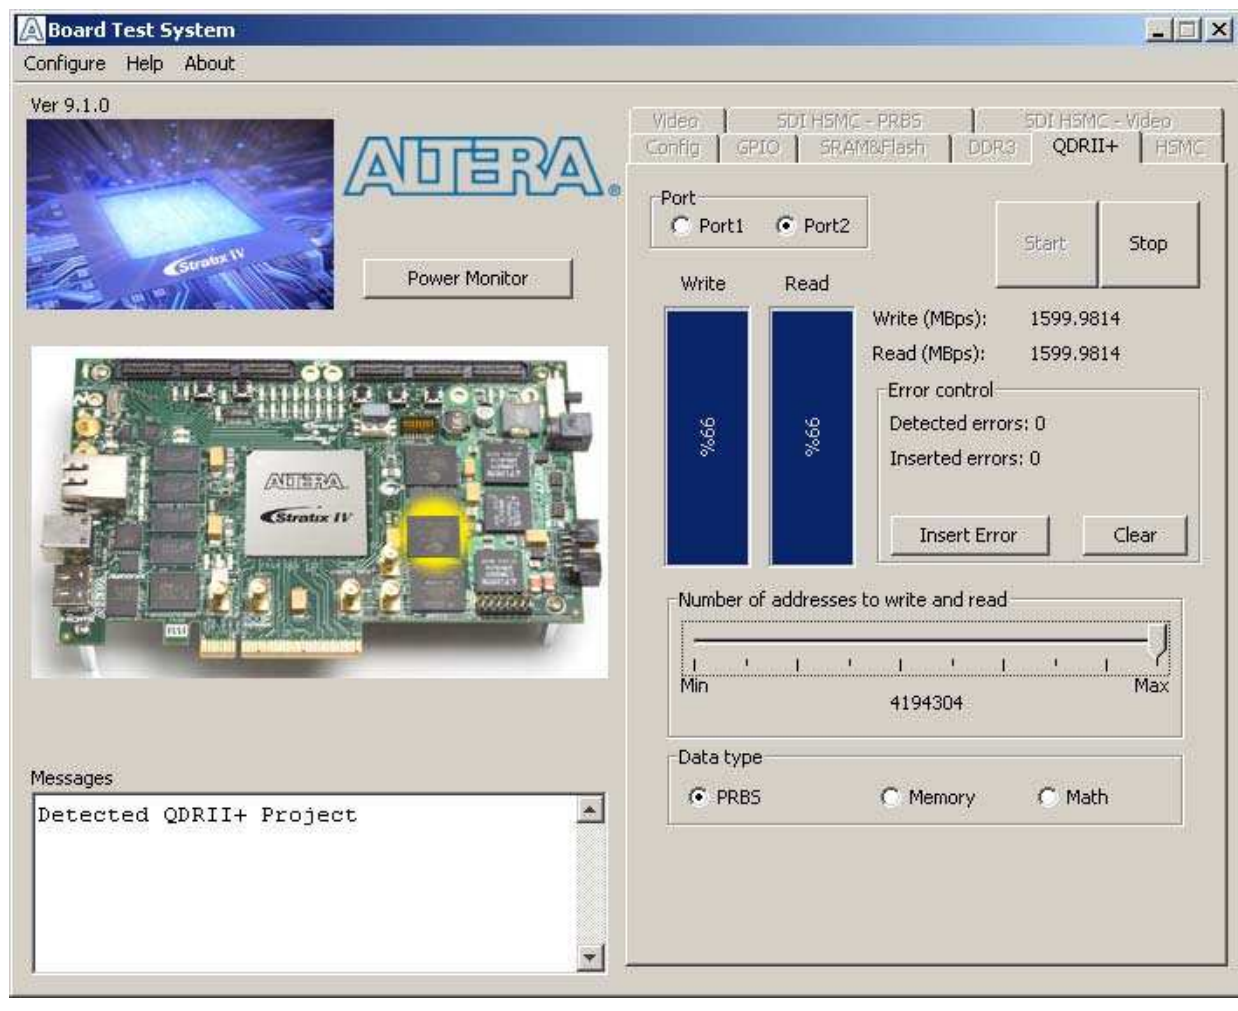 Board Test System
Configure Help About
Ver 9.1.0
Stratix IV
ALTERA®
Power Monitor
ALTERA
Stratix IV
Messages
Detected QDRII+ Project
Video SDI HSMC - PRBS SDI HSMC - Video
Config GPIO SRAM&Flash DDR3 QDRII+ HSMC
Port
Port1 Port2
Start Stop
Write Read
99% 99%
Write (MBps): 1599.9814
Read (MBps): 1599.9814
Error control
Detected errors: 0
Inserted errors: 0
Insert Error Clear
Number of addresses to write and read
Min Max
4194304
Data type
PRBS Memory Math